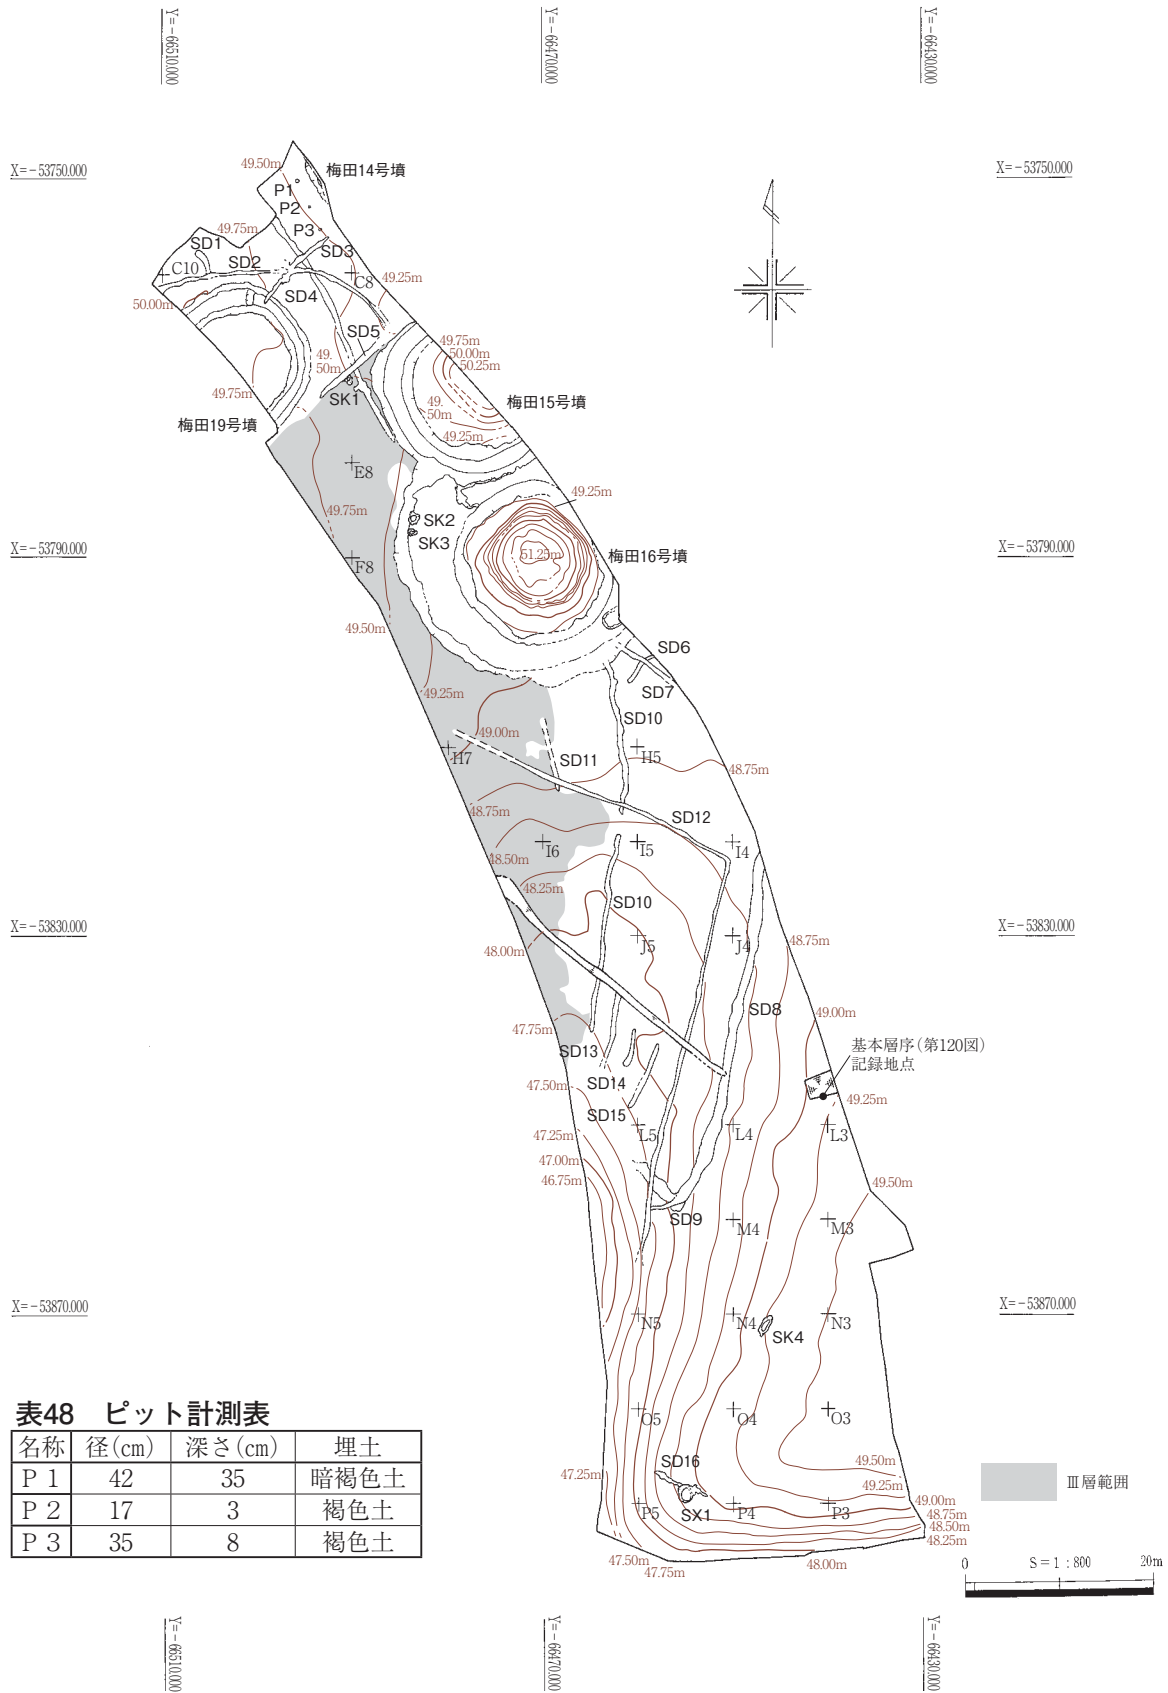 Y=-66510.000
Y=-66470.000
Y=-66430.000
X=-53750.000
X=-53750.000
49.50m
梅田14号墳
P1
P2
P3
49.75m
SD1
SD2
SD3
C10
C8
49.25m
50.00m
SD4
SD5
49.75m
50.00m
50.25m
49.
50m
49.75m
SK1
49.
50m
梅田15号墳
梅田19号墳
49.25m
E8
49.25m
49.75m
SK2
SK3
X=-53790.000
X=-53790.000
51.25m
梅田16号墳
F8
49.50m
SD6
SD7
49.25m
SD10
49.00m
H7
SD11
H5
48.75m
48.75m
SD12
I6
I5
I4
48.50m
48.25m
SD10
X=-53830.000
X=-53830.000
48.00m
J5
J4
48.75m
SD8
49.00m
47.75m
基本層序(第120図)
記録地点
SD13
47.50m
SD14
49.25m
SD15
47.25m
L5
L4
L3
47.00m
46.75m
49.50m
SD9
M4
M3
X=-53870.000
X=-53870.000
N5
N4
N3
SK4
表48 ピット計測表
名称 径(cm) 深さ(cm) 埋土
P 1 42 35 暗褐色土
P 2 17 3 褐色土
P 3 35 8 褐色土
O5
O4
O3
SD16
49.50m
47.25m
49.25m
Ⅲ層範囲
P5
SX1
P4
P3
49.00m
48.75m
48.50m
48.25m
47.50m
47.75m
48.00m
0 S=1:800 20m
Y=-66510.000
Y=-66470.000
Y=-66430.000